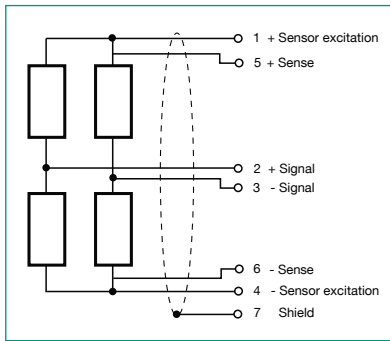 1 + Sensor excitation
5 + Sense
2 + Signal
3 - Signal
6 - Sense
4 - Sensor excitation
7 Shield